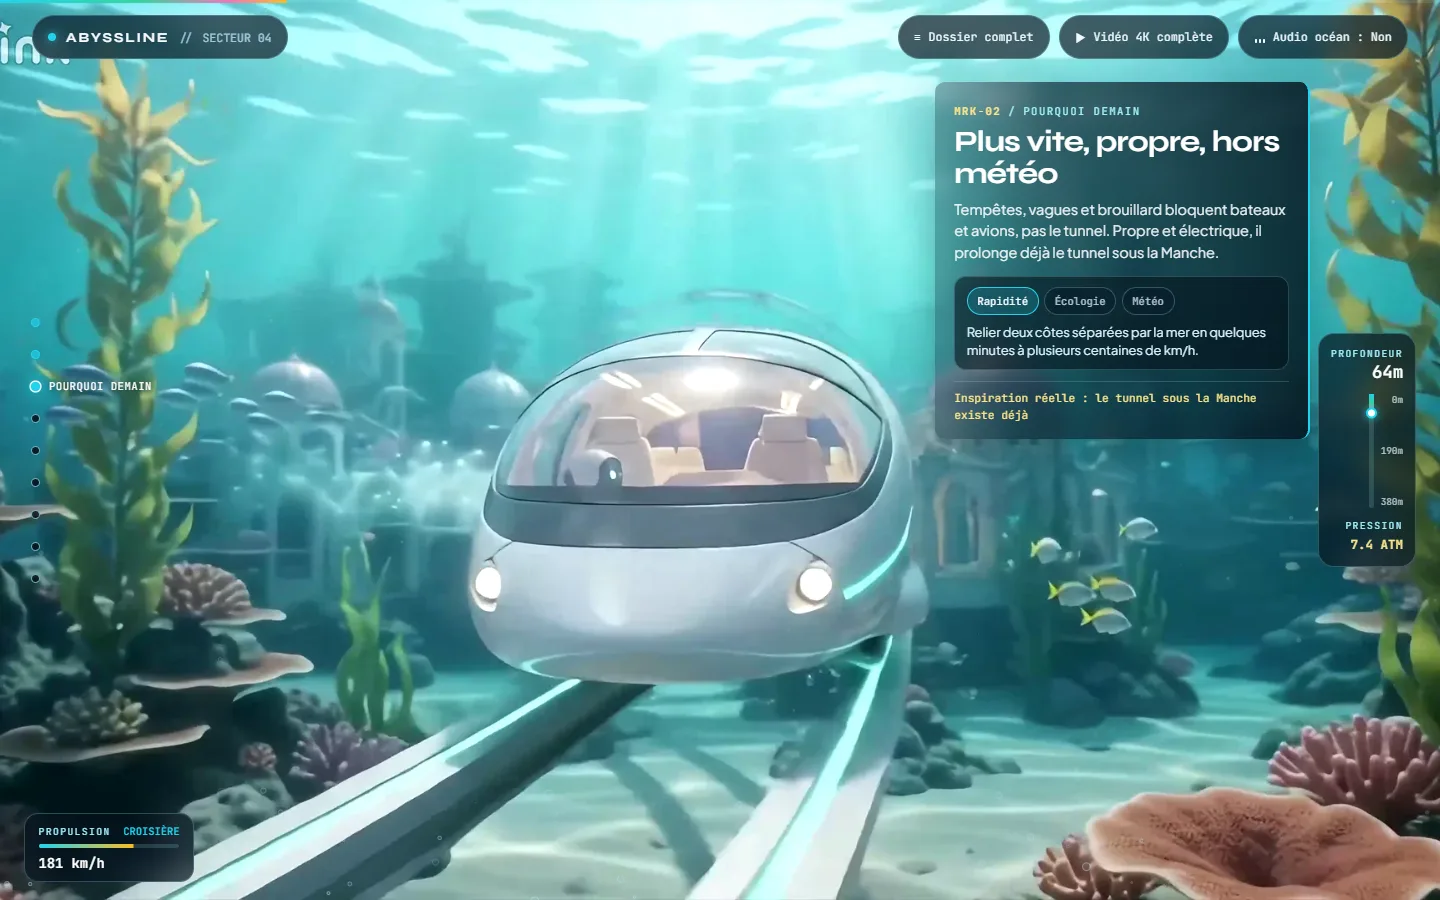 ABYSSLINE // SECTEUR 04
≡ Dossier complet
▶ Vidéo 4K complète
Audio océan : Non
MRK-02 / POURQUOI DEMAIN
Plus vite, propre, hors
météo
Tempêtes, vagues et brouillard bloquent bateaux
et avions, pas le tunnel. Propre et électrique, il
prolonge déjà le tunnel sous la Manche.
Rapidité
Écologie
Météo
Relier deux côtes séparées par la mer en quelques
minutes à plusieurs centaines de km/h.
Inspiration réelle : le tunnel sous la Manche
existe déjà
POURQUOI DEMAIN
PROFONDEUR
64m
0m
190m
380m
PRESSION
7.4 ATM
PROPULSION CROISIÈRE
181 km/h